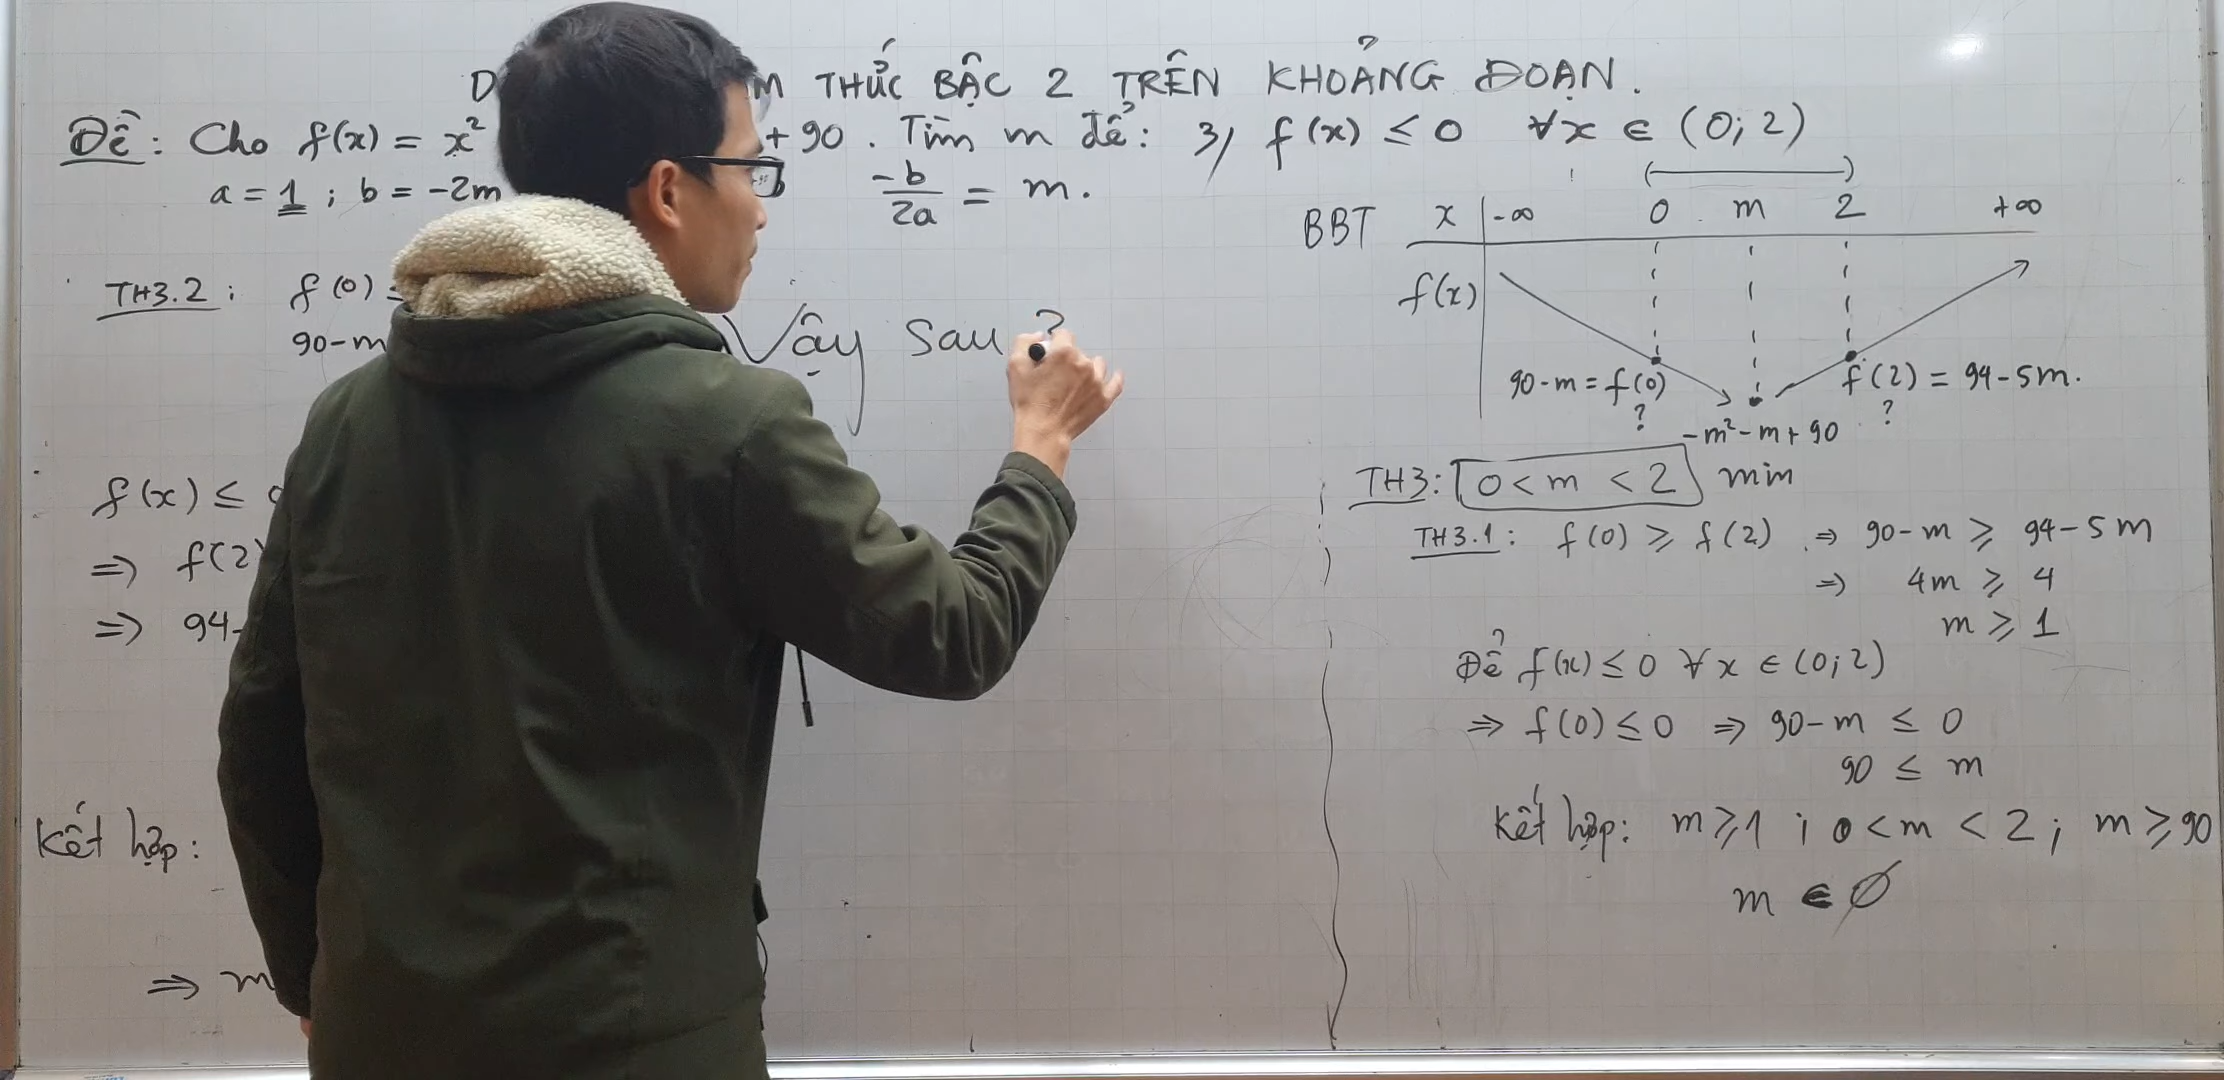 THỨC BẬC 2 TRÊN KHOẢNG ĐOẠN.
Đề: Cho f(x) = x² + 90. Tìm m để: 3) f(x) ≤ 0 ∀x ∈ (0; 2)
a = 1 ; b = -2m -b/2a = m.
TH3.2: f(0)
90-m
Vậy sau 3
f(x) ≤
⇒ f(2)
⇒ 94-
Kết hợp:
⇒ m
BBT x -∞ 0 m 2 +∞
f(x)
90-m = f(0) f(2) = 94-5m.
? ?
-m²-m+90
TH3: 0 < m < 2 min
TH3.1: f(0) ≥ f(2) ⇒ 90-m ≥ 94-5m
⇒ 4m ≥ 4
m ≥ 1
Để f(x) ≤ 0 ∀x ∈ (0;2)
⇒ f(0) ≤ 0 ⇒ 90-m ≤ 0
90 ≤ m
Kết hợp: m ≥ 1 ; 0 < m < 2 ; m ≥ 90
m ∈ ∅